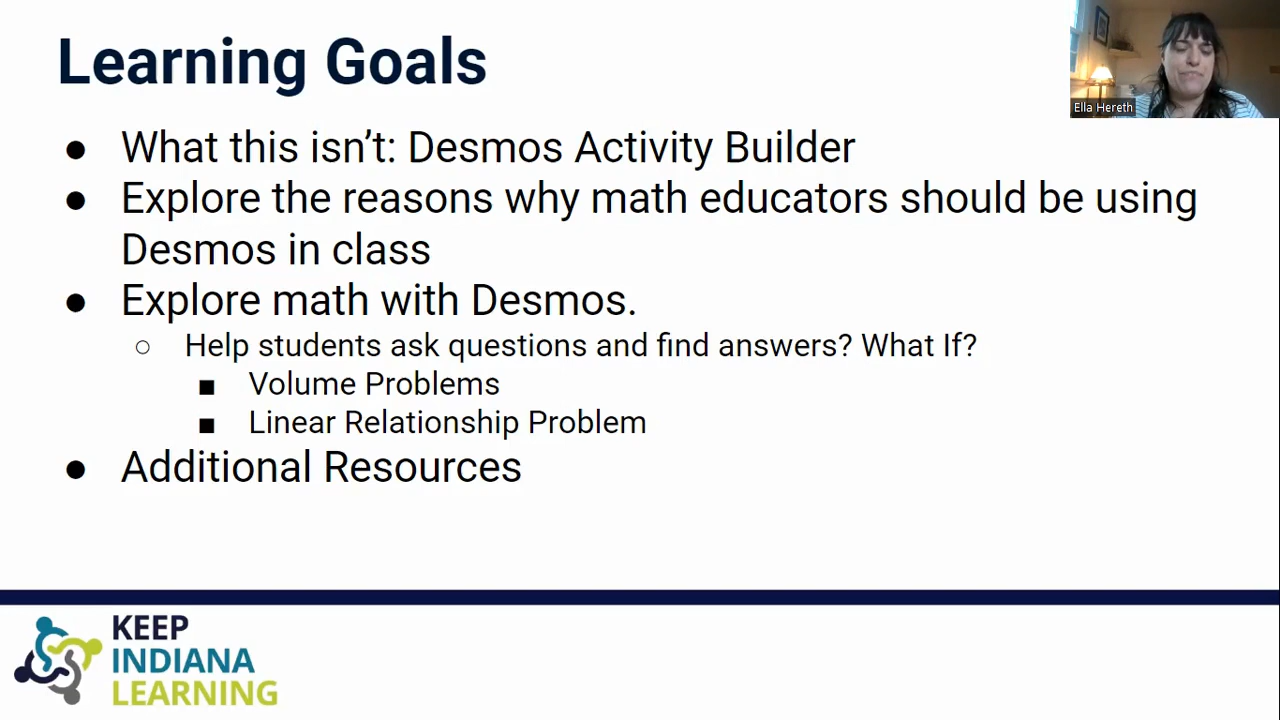 Learning Goals
Ella Hereth
● What this isn’t: Desmos Activity Builder
● Explore the reasons why math educators should be using
Desmos in class
● Explore math with Desmos.
○ Help students ask questions and find answers? What If?
■ Volume Problems
■ Linear Relationship Problem
● Additional Resources
KEEP
INDIANA
LEARNING